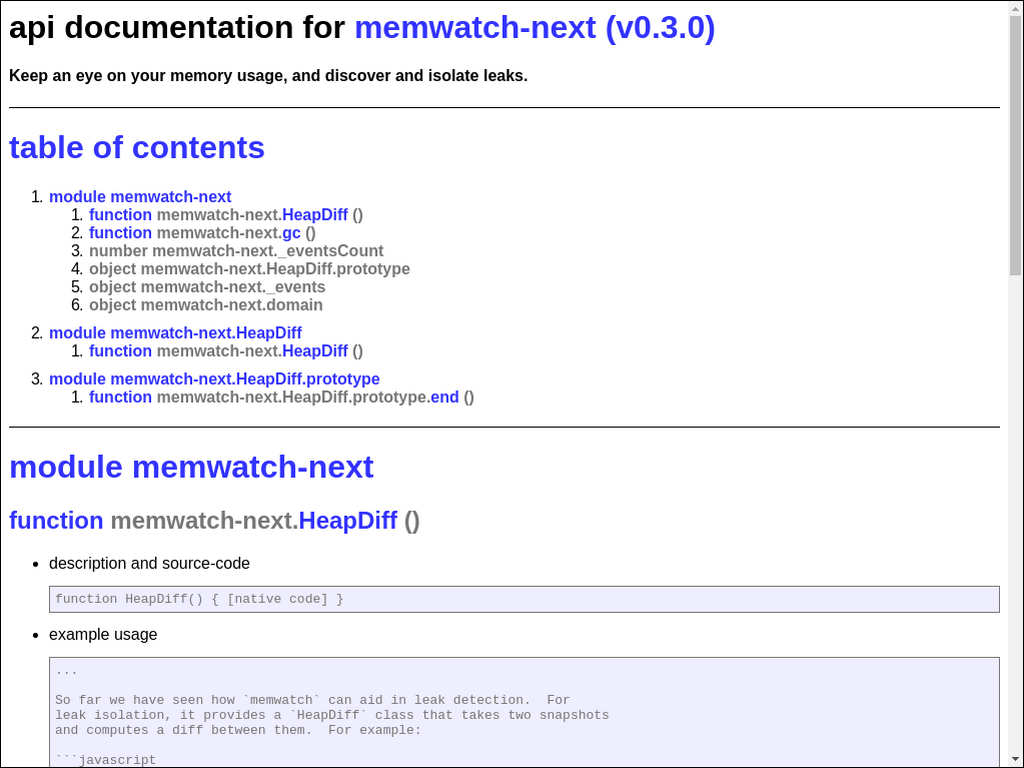 api documentation for memwatch-next (v0.3.0)
Keep an eye on your memory usage, and discover and isolate leaks.
table of contents
1. module memwatch-next
1. function memwatch-next.HeapDiff ()
2. function memwatch-next.gc ()
3. number memwatch-next._eventsCount
4. object memwatch-next.HeapDiff.prototype
5. object memwatch-next._events
6. object memwatch-next.domain
2. module memwatch-next.HeapDiff
1. function memwatch-next.HeapDiff ()
3. module memwatch-next.HeapDiff.prototype
1. function memwatch-next.HeapDiff.prototype.end ()
module memwatch-next
function memwatch-next.HeapDiff ()
• description and source-code
function HeapDiff() { [native code] }
• example usage
...
So far we have seen how `memwatch` can aid in leak detection.  For
leak isolation, it provides a `HeapDiff` class that takes two snapshots
and computes a diff between them.  For example:
```javascript